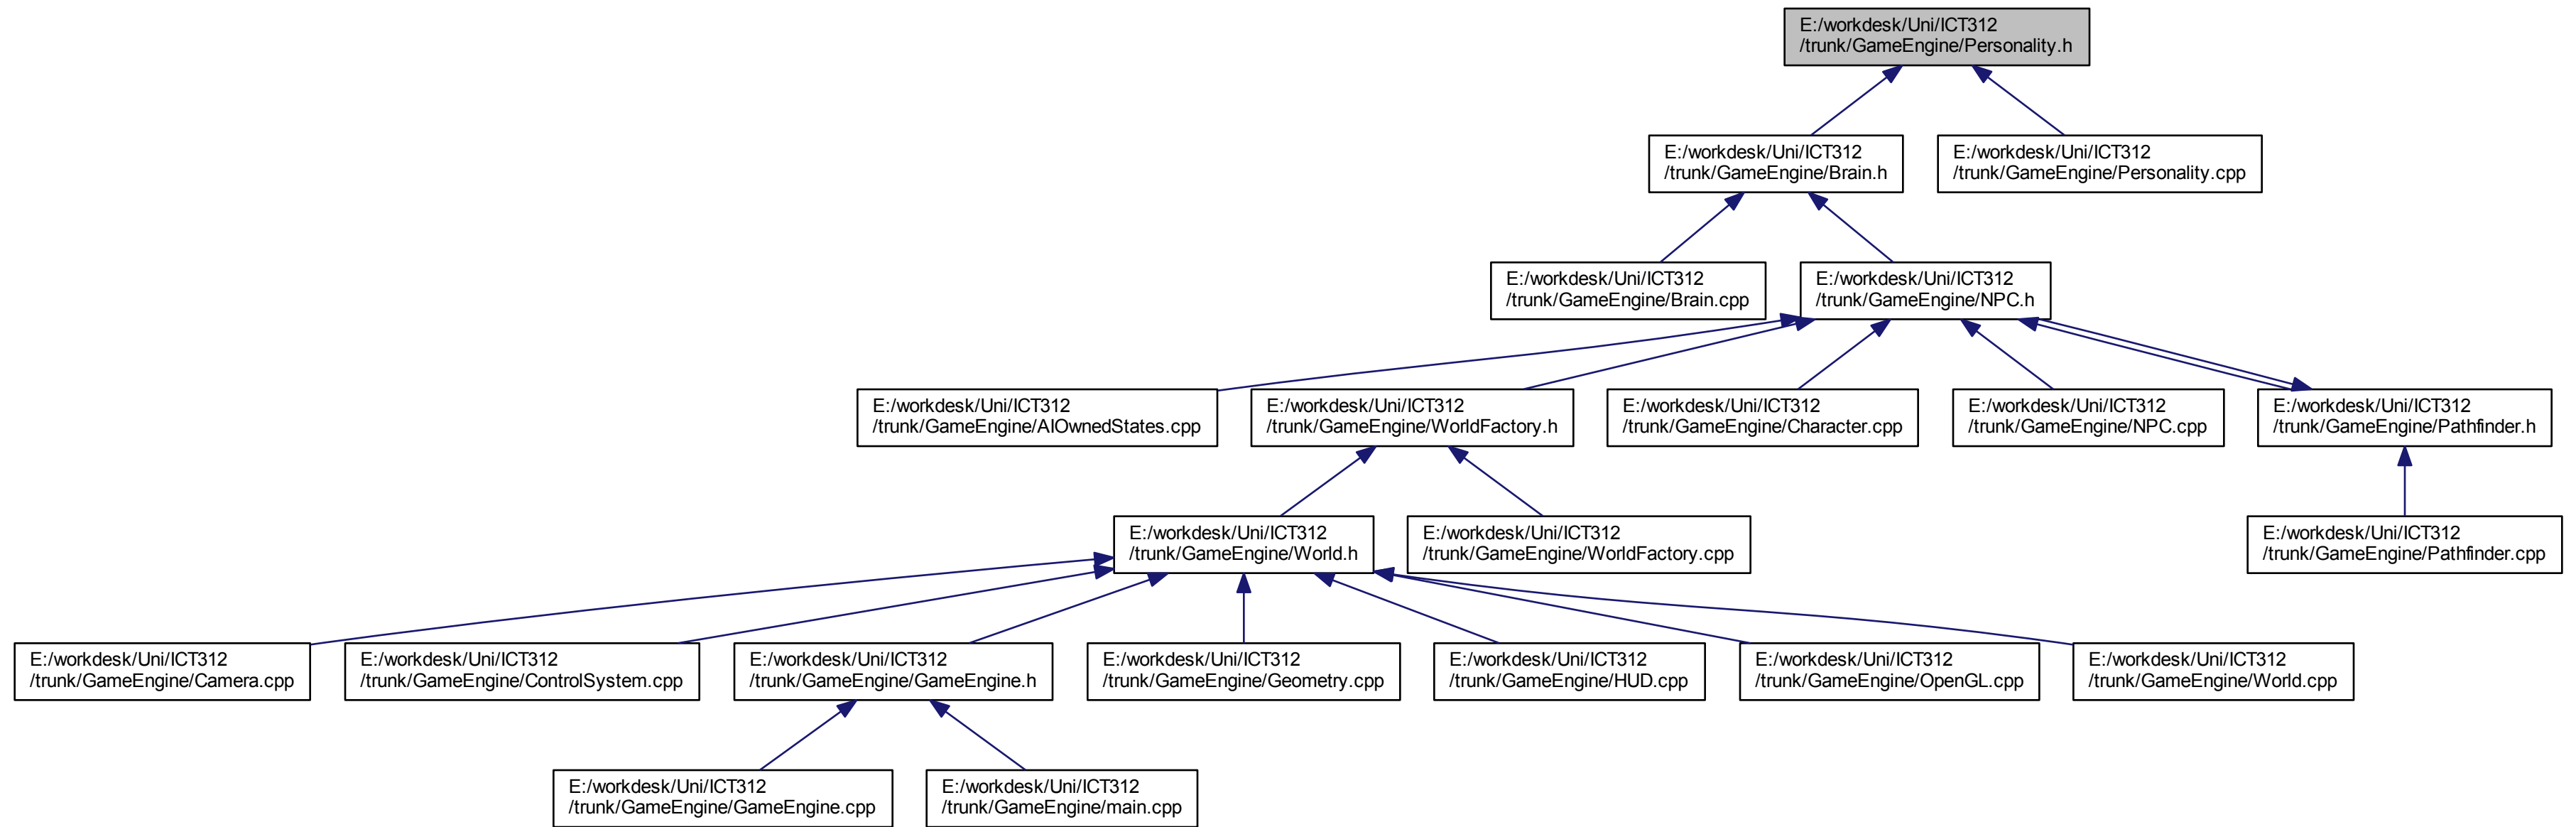 E:/workdesk/Uni/ICT312
/trunk/GameEngine/Personality.h
E:/workdesk/Uni/ICT312
/trunk/GameEngine/Brain.h
E:/workdesk/Uni/ICT312
/trunk/GameEngine/Personality.cpp
E:/workdesk/Uni/ICT312
/trunk/GameEngine/Brain.cpp
E:/workdesk/Uni/ICT312
/trunk/GameEngine/NPC.h
E:/workdesk/Uni/ICT312
/trunk/GameEngine/AIOwnedStates.cpp
E:/workdesk/Uni/ICT312
/trunk/GameEngine/WorldFactory.h
E:/workdesk/Uni/ICT312
/trunk/GameEngine/Character.cpp
E:/workdesk/Uni/ICT312
/trunk/GameEngine/NPC.cpp
E:/workdesk/Uni/ICT312
/trunk/GameEngine/Pathfinder.h
E:/workdesk/Uni/ICT312
/trunk/GameEngine/World.h
E:/workdesk/Uni/ICT312
/trunk/GameEngine/WorldFactory.cpp
E:/workdesk/Uni/ICT312
/trunk/GameEngine/Pathfinder.cpp
E:/workdesk/Uni/ICT312
/trunk/GameEngine/Camera.cpp
E:/workdesk/Uni/ICT312
/trunk/GameEngine/ControlSystem.cpp
E:/workdesk/Uni/ICT312
/trunk/GameEngine/GameEngine.h
E:/workdesk/Uni/ICT312
/trunk/GameEngine/Geometry.cpp
E:/workdesk/Uni/ICT312
/trunk/GameEngine/HUD.cpp
E:/workdesk/Uni/ICT312
/trunk/GameEngine/OpenGL.cpp
E:/workdesk/Uni/ICT312
/trunk/GameEngine/World.cpp
E:/workdesk/Uni/ICT312
/trunk/GameEngine/GameEngine.cpp
E:/workdesk/Uni/ICT312
/trunk/GameEngine/main.cpp